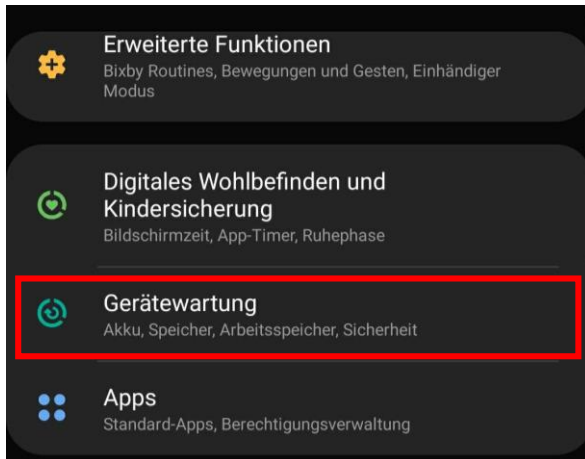 Erweiterte Funktionen
Bixby Routines, Bewegungen und Gesten, Einhändiger
Modus
Digitales Wohlbefinden und
Kindersicherung
Bildschirmzeit, App-Timer, Ruhephase
Gerätewartung
Akku, Speicher, Arbeitsspeicher, Sicherheit
Apps
Standard-Apps, Berechtigungsverwaltung